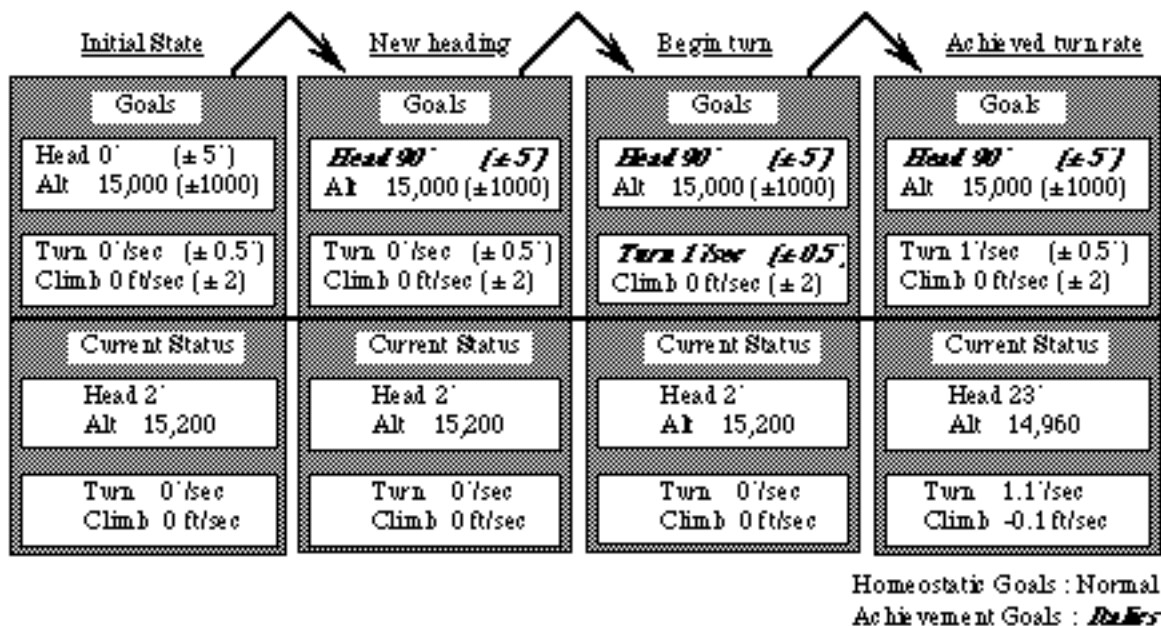 Initial State
New heading
Begin turn
Achieved turn rate
Goals
Head 0˙ (± 5˙)
Alt 15,000 (±1000)
Turn 0˙/sec (± 0.5˙)
Climb 0 ft/sec (± 2)
Current Status
Head 2˙
Alt 15,200
Turn 0˙/sec
Climb 0 ft/sec
Goals
Head 90˙ (±5˙)
Alt 15,000 (±1000)
Turn 0˙/sec (± 0.5˙)
Climb 0 ft/sec (± 2)
Current Status
Head 2˙
Alt 15,200
Turn 0˙/sec
Climb 0 ft/sec
Goals
Head 90˙ (±5˙)
Alt 15,000 (±1000)
Turn 1˙/sec (±0.5˙)
Climb 0 ft/sec (± 2)
Current Status
Head 2˙
Alt 15,200
Turn 0˙/sec
Climb 0 ft/sec
Goals
Head 90˙ (±5˙)
Alt 15,000 (±1000)
Turn 1˙/sec (± 0.5˙)
Climb 0 ft/sec (± 2)
Current Status
Head 23˙
Alt 14,960
Turn 1.1˙/sec
Climb -0.1 ft/sec
Homeostatic Goals : Normal
Achievement Goals : Italics